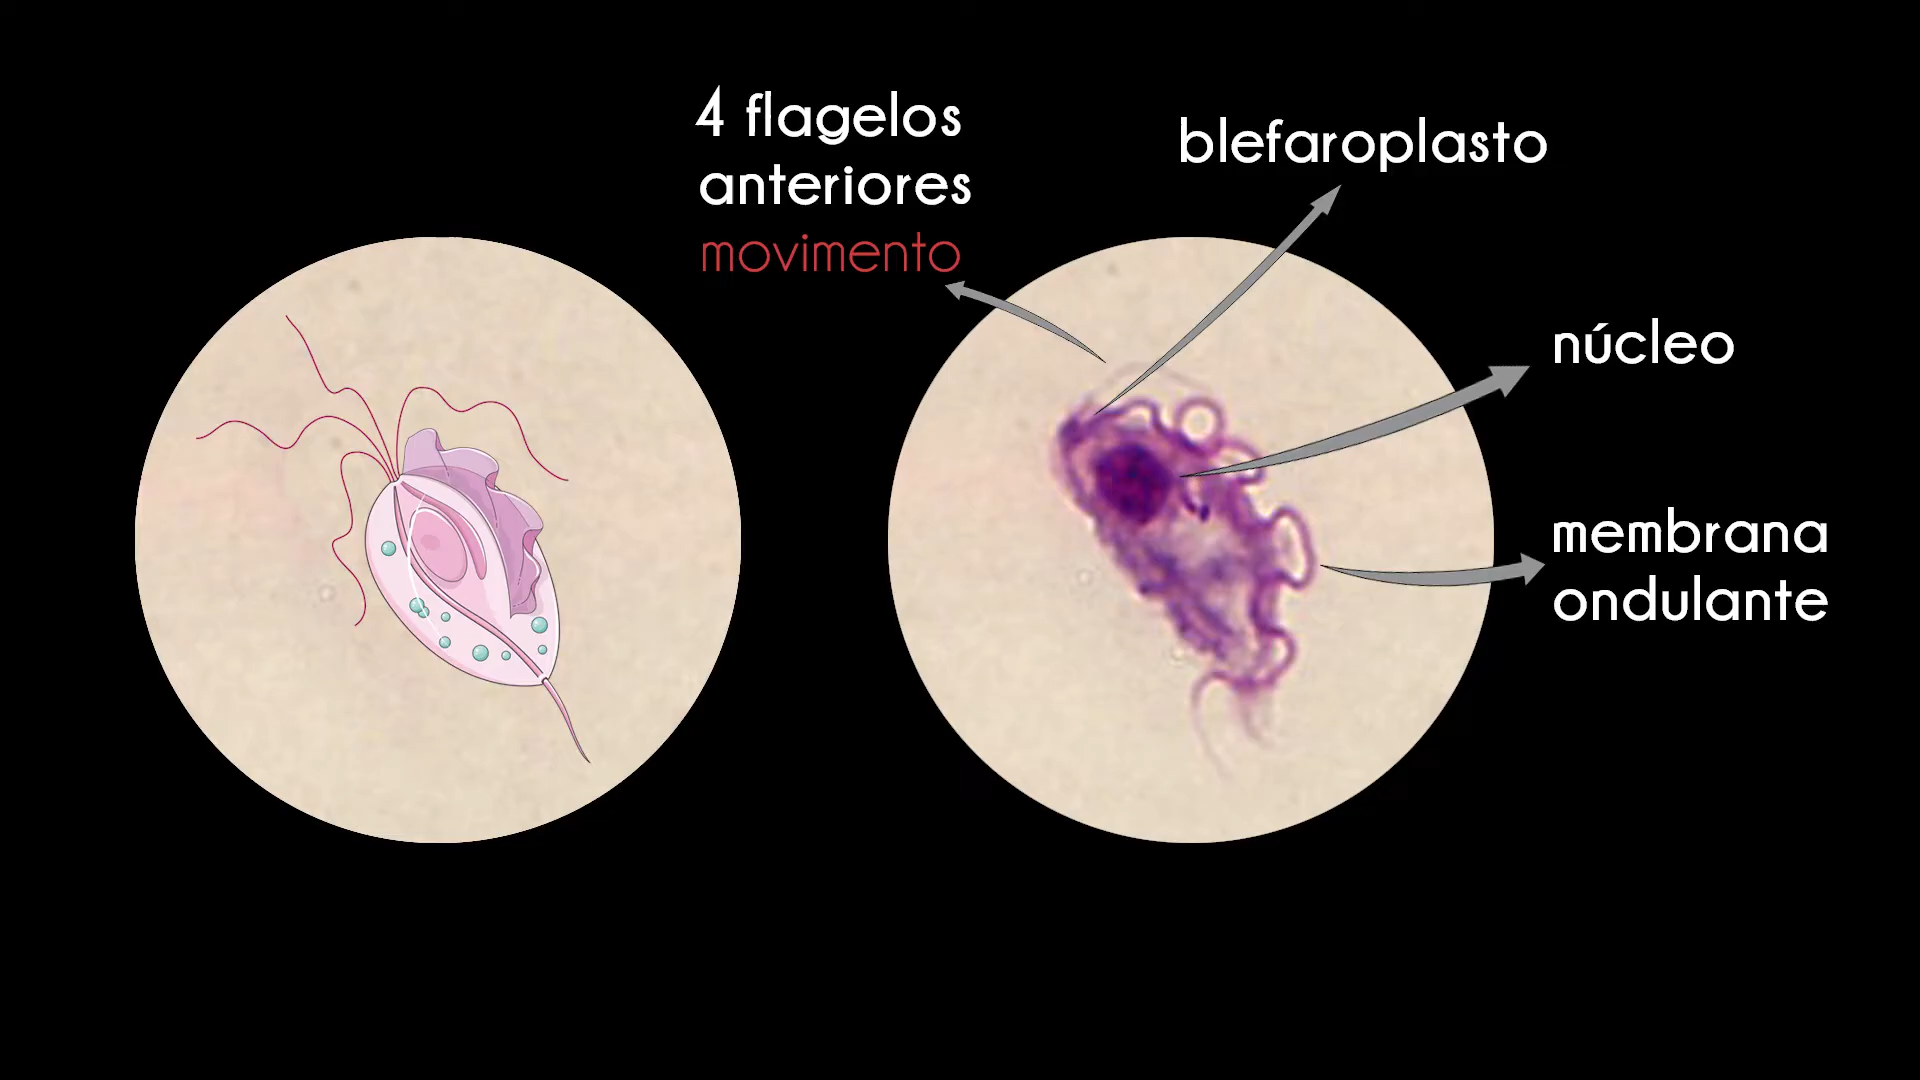 4 flagelos
anteriores
movimento
blefaroplasto
núcleo
membrana
ondulante